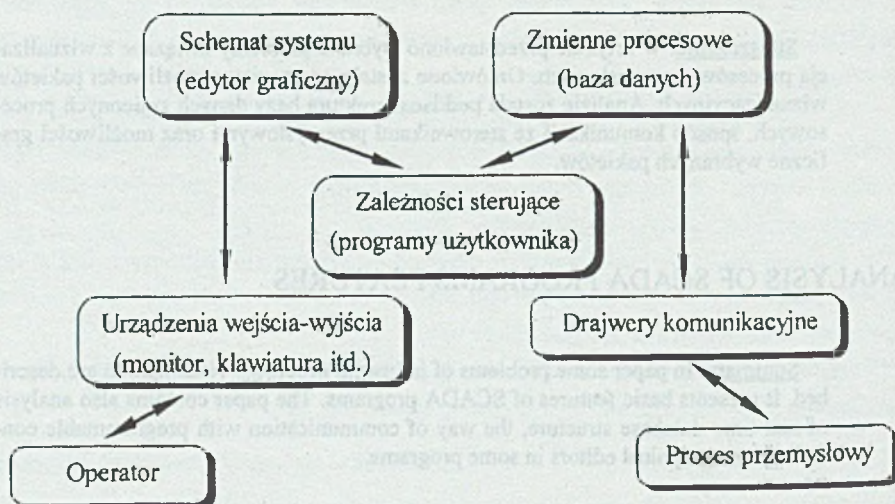 Schemat systemu
(edytor graficzny)
Zmienne procesowe
(baza danych)
Zależności sterujące
(programy użytkownika)
Urządzenia wejścia-wyjścia
(monitor, klawiatura itd.)
Drajwery komunikacyjne
Operator
Proces przemysłowy